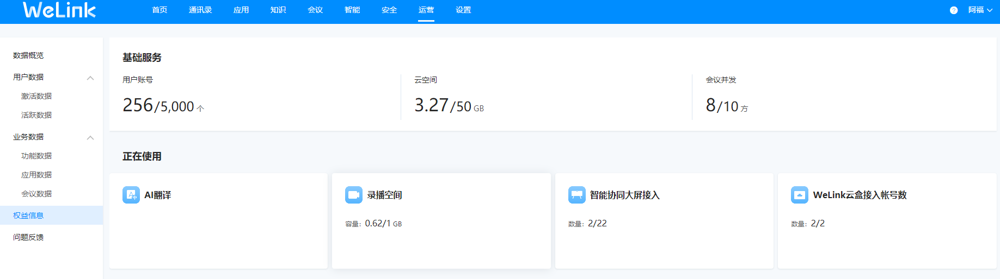 WeLink 首页 通讯录 应用 知识 会议 智能 安全 运营 设置 ? 阿福
数据概览
用户数据
激活数据
活跃数据
业务数据
功能数据
应用数据
会议数据
权益信息
问题反馈
基础服务
用户账号 云空间 会议并发
256/5,000 个 3.27/50 GB 8/10 方
正在使用
AI翻译 录播空间 智能协同大屏接入 WeLink云盒接入帐号数
容量：0.62/1 GB 数量：2/22 数量：2/2